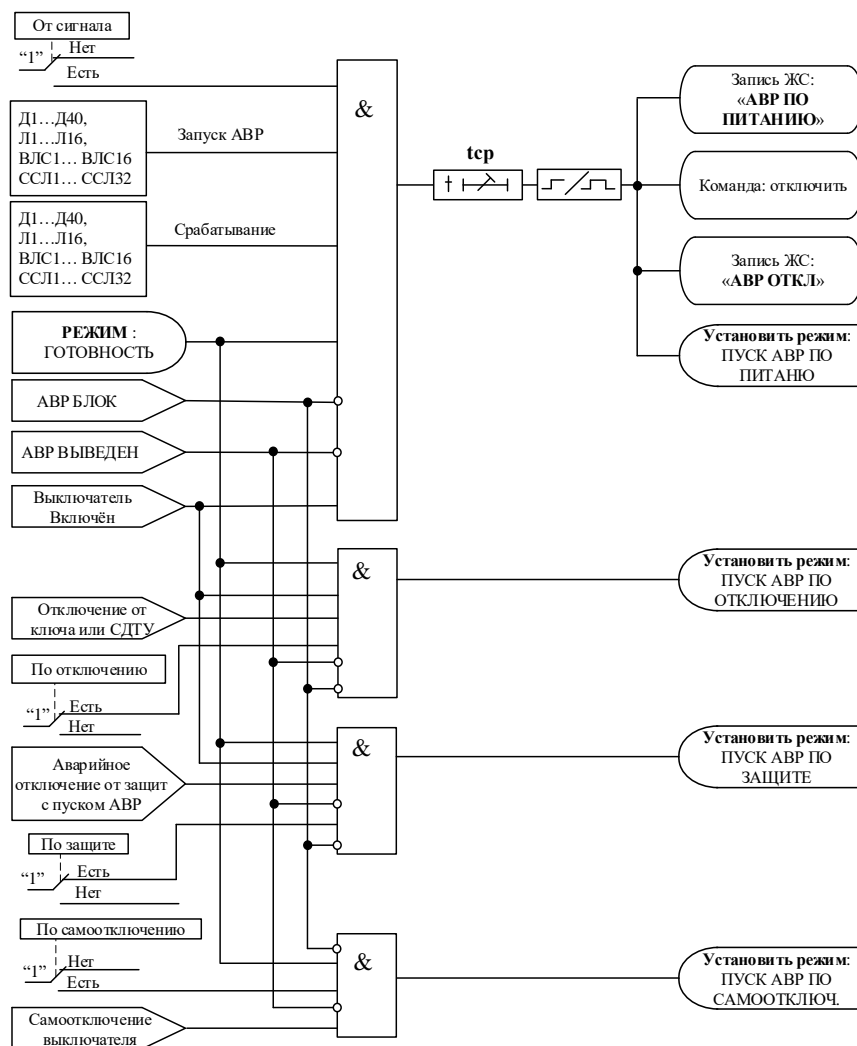 От сигнала
“1”
Нет
Есть
Д1…Д40,
Л1…Л16,
ВЛС1… ВЛС16
ССЛ1… ССЛ32
Запуск АВР
Д1…Д40,
Л1…Л16,
ВЛС1… ВЛС16
ССЛ1… ССЛ32
Срабатывание
РЕЖИМ :
ГОТОВНОСТЬ
АВР БЛОК
АВР ВЫВЕДЕН
Выключатель
Включён
&
tcp
Запись ЖС:
«АВР ПО
ПИТАНИЮ»
Команда: отключить
Запись ЖС:
«АВР ОТКЛ»
Установить режим:
ПУСК АВР ПО
ПИТАНЮ
Отключение от
ключа или СДТУ
По отключению
“1”
Есть
Нет
&
Установить режим:
ПУСК АВР ПО
ОТКЛЮЧЕНИЮ
Аварийное
отключение от защит
с пуском АВР
По защите
“1”
Есть
Нет
&
Установить режим:
ПУСК АВР ПО
ЗАЩИТЕ
По самоотключению
“1”
Нет
Есть
Самоотключение
выключателя
&
Установить режим:
ПУСК АВР ПО
САМООТКЛЮЧ.